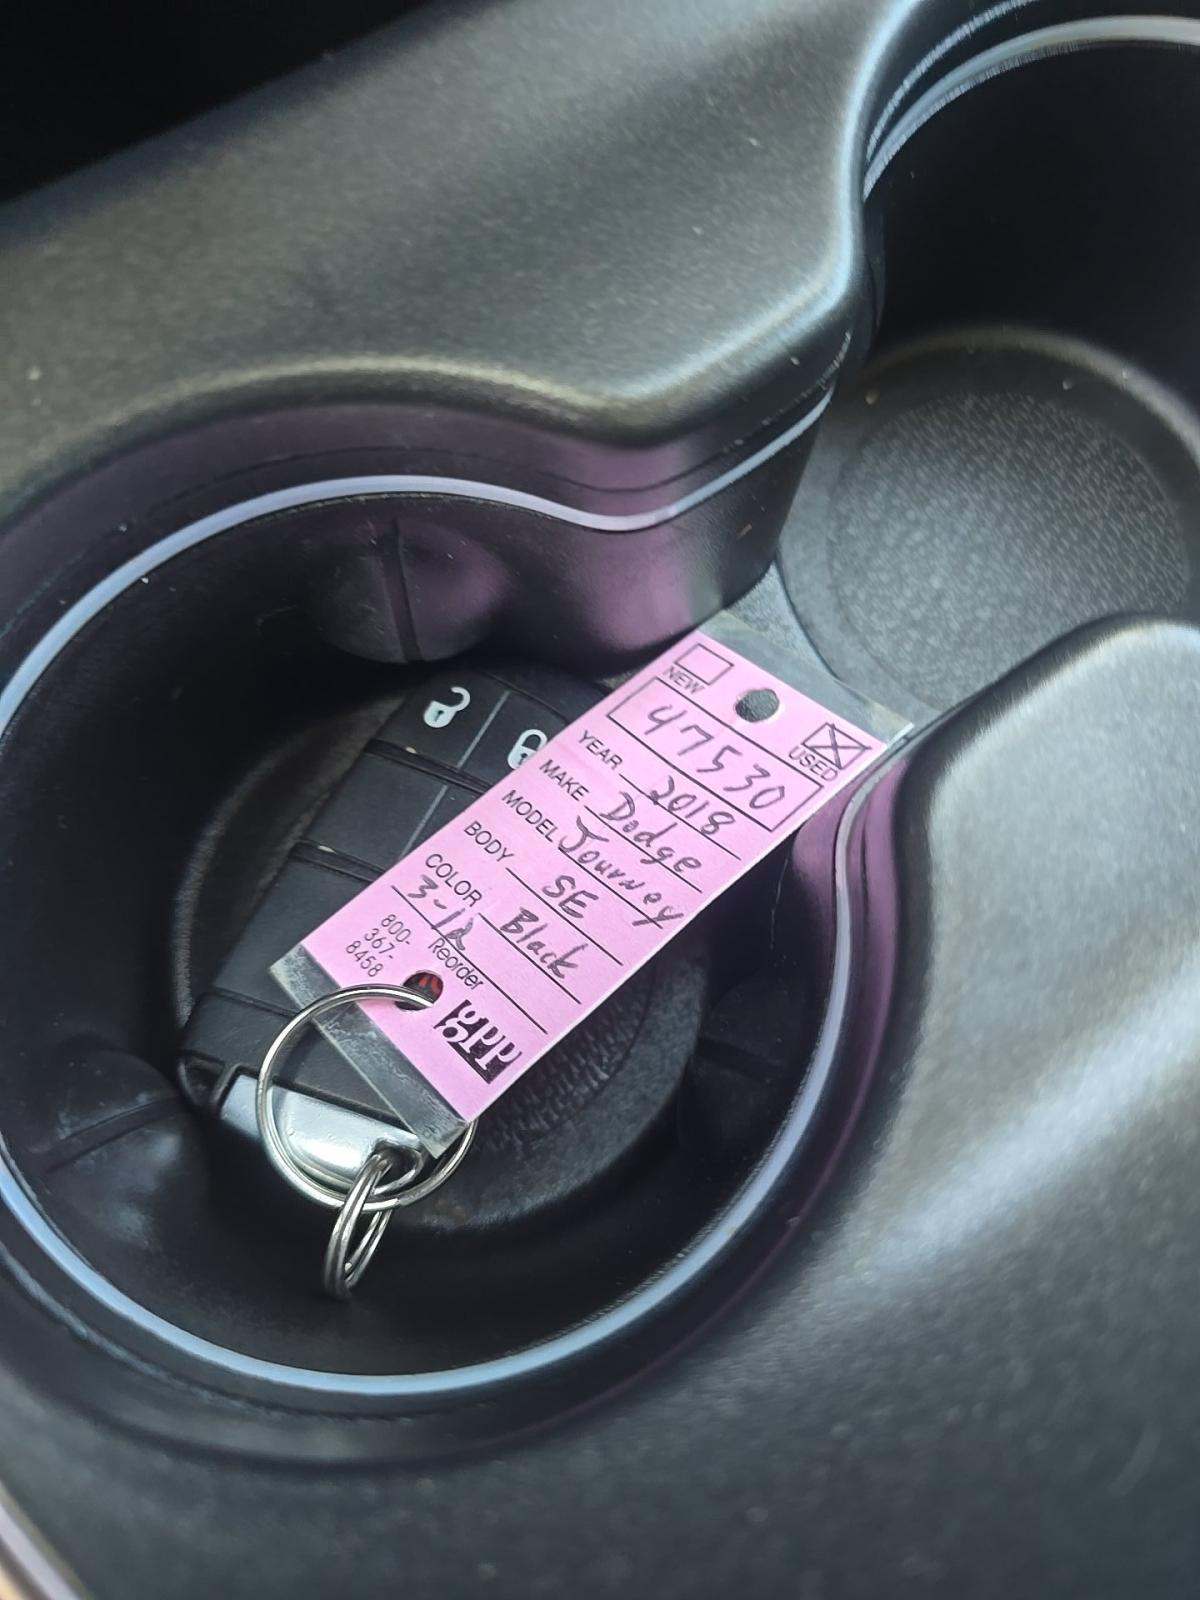 NEW
USED
47530
YEAR 2018
MAKE Dodge
MODEL Journey
BODY SE
COLOR Black
3-12
800-
367-
8458
Reorder
gpp